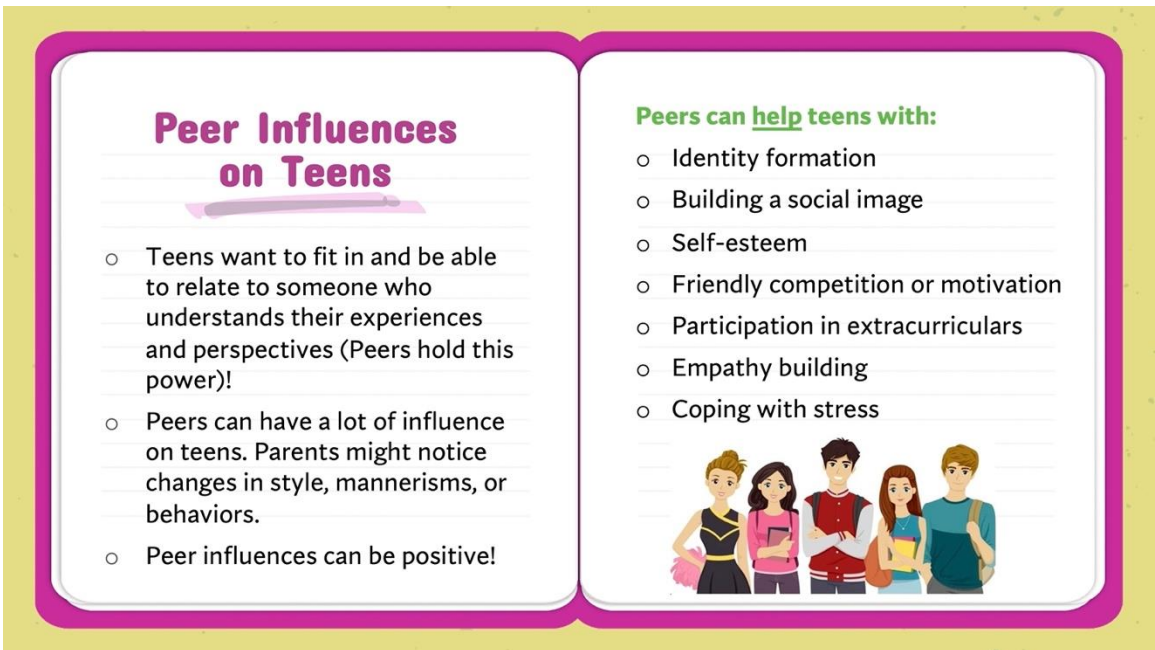 Peer Influences
on Teens
o Teens want to fit in and be able
to relate to someone who
understands their experiences
and perspectives (Peers hold this
power)!
o Peers can have a lot of influence
on teens. Parents might notice
changes in style, mannerisms, or
behaviors.
o Peer influences can be positive!
Peers can help teens with:
o Identity formation
o Building a social image
o Self-esteem
o Friendly competition or motivation
o Participation in extracurriculars
o Empathy building
o Coping with stress